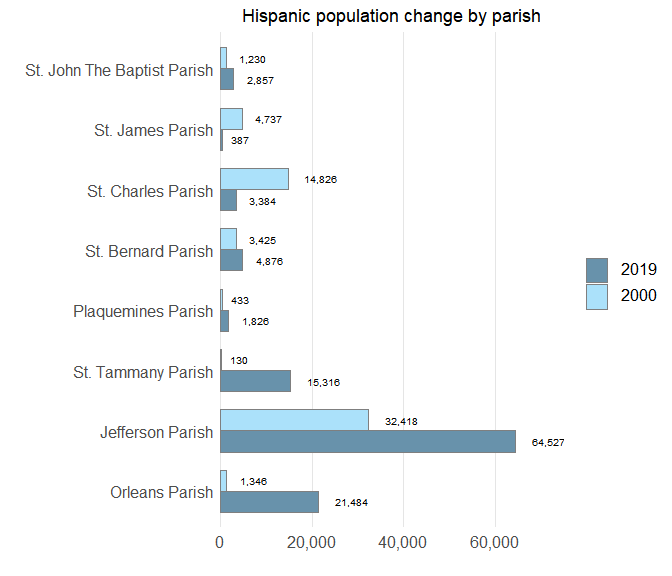 Hispanic population change by parish
St. John The Baptist Parish
1,230
2,857
St. James Parish
4,737
387
St. Charles Parish
14,826
3,384
St. Bernard Parish
3,425
4,876
Plaquemines Parish
433
1,826
St. Tammany Parish
130
15,316
Jefferson Parish
32,418
64,527
Orleans Parish
1,346
21,484
0 20,000 40,000 60,000
2019
2000